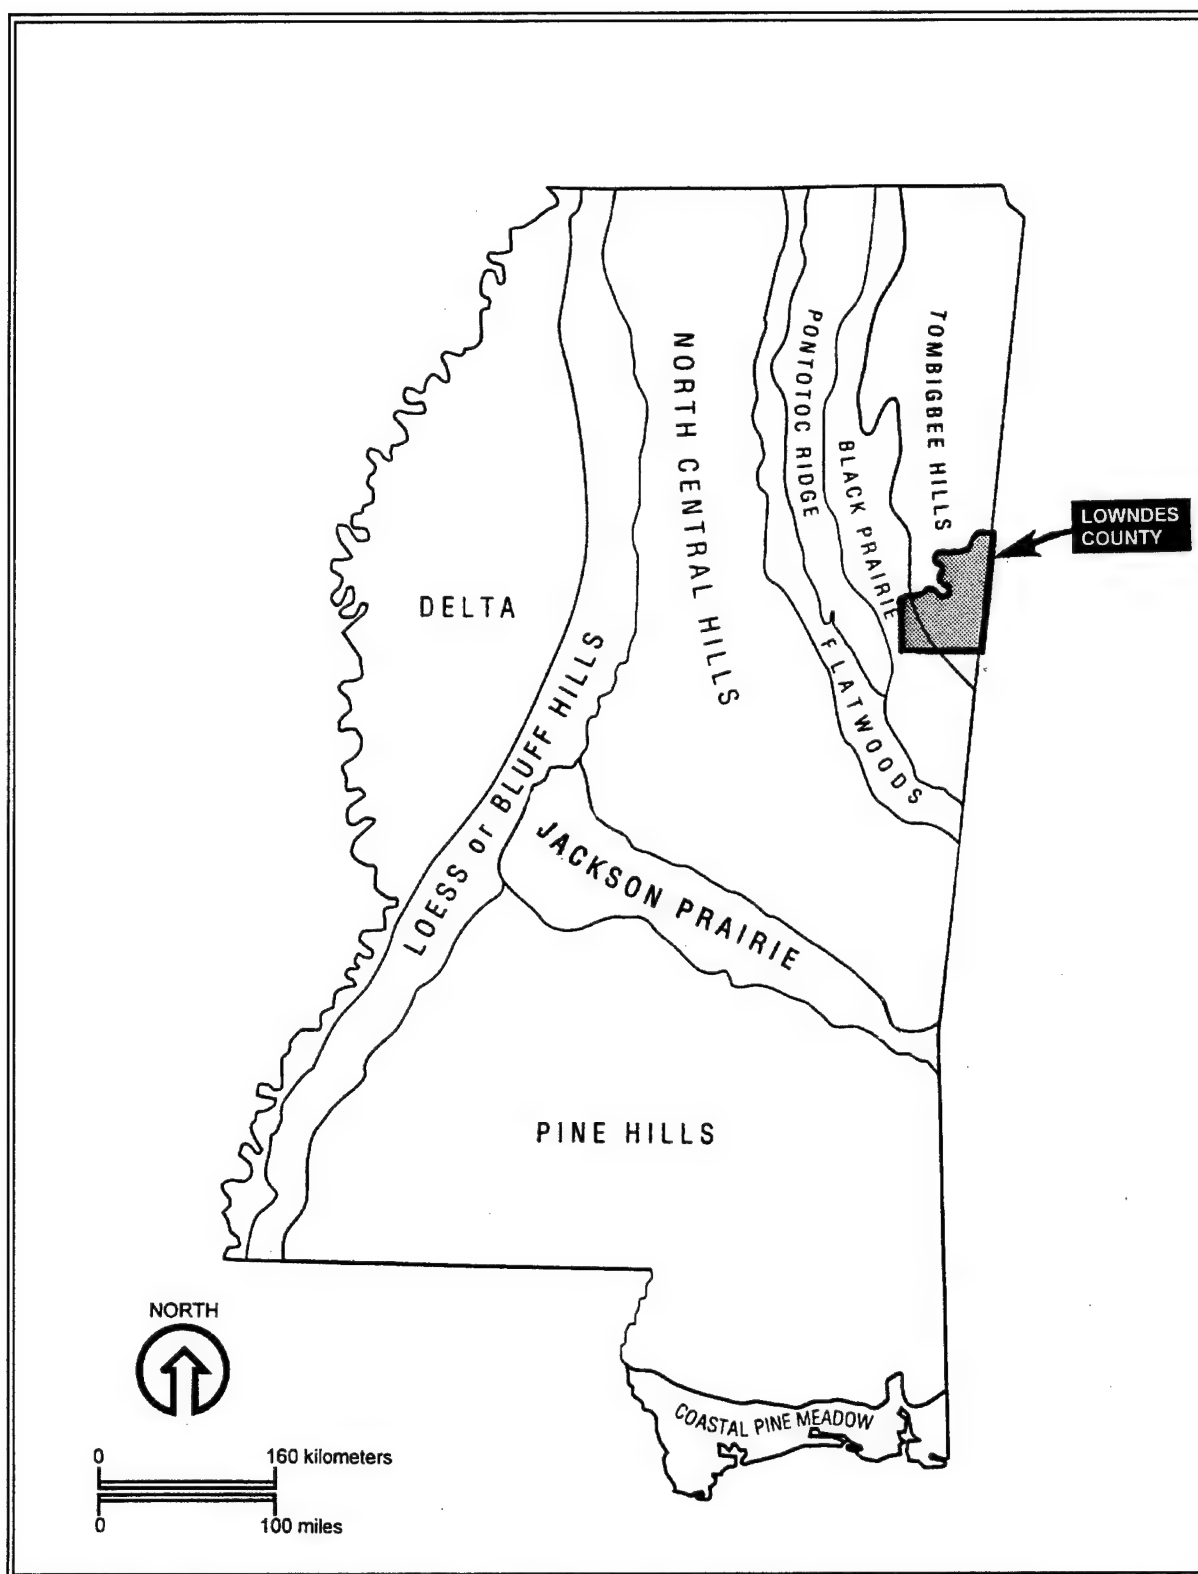 TOMBIGBEE HILLS
PONTOTOC RIDGE
NORTH CENTRAL HILLS
BLACK PRAIRIE
LOWNDES
COUNTY
DELTA
FLATWOODS
LOESS or BLUFF HILLS
JACKSON PRAIRIE
PINE HILLS
NORTH
COASTAL PINE MEADOW
0 160 kilometers
0 100 miles